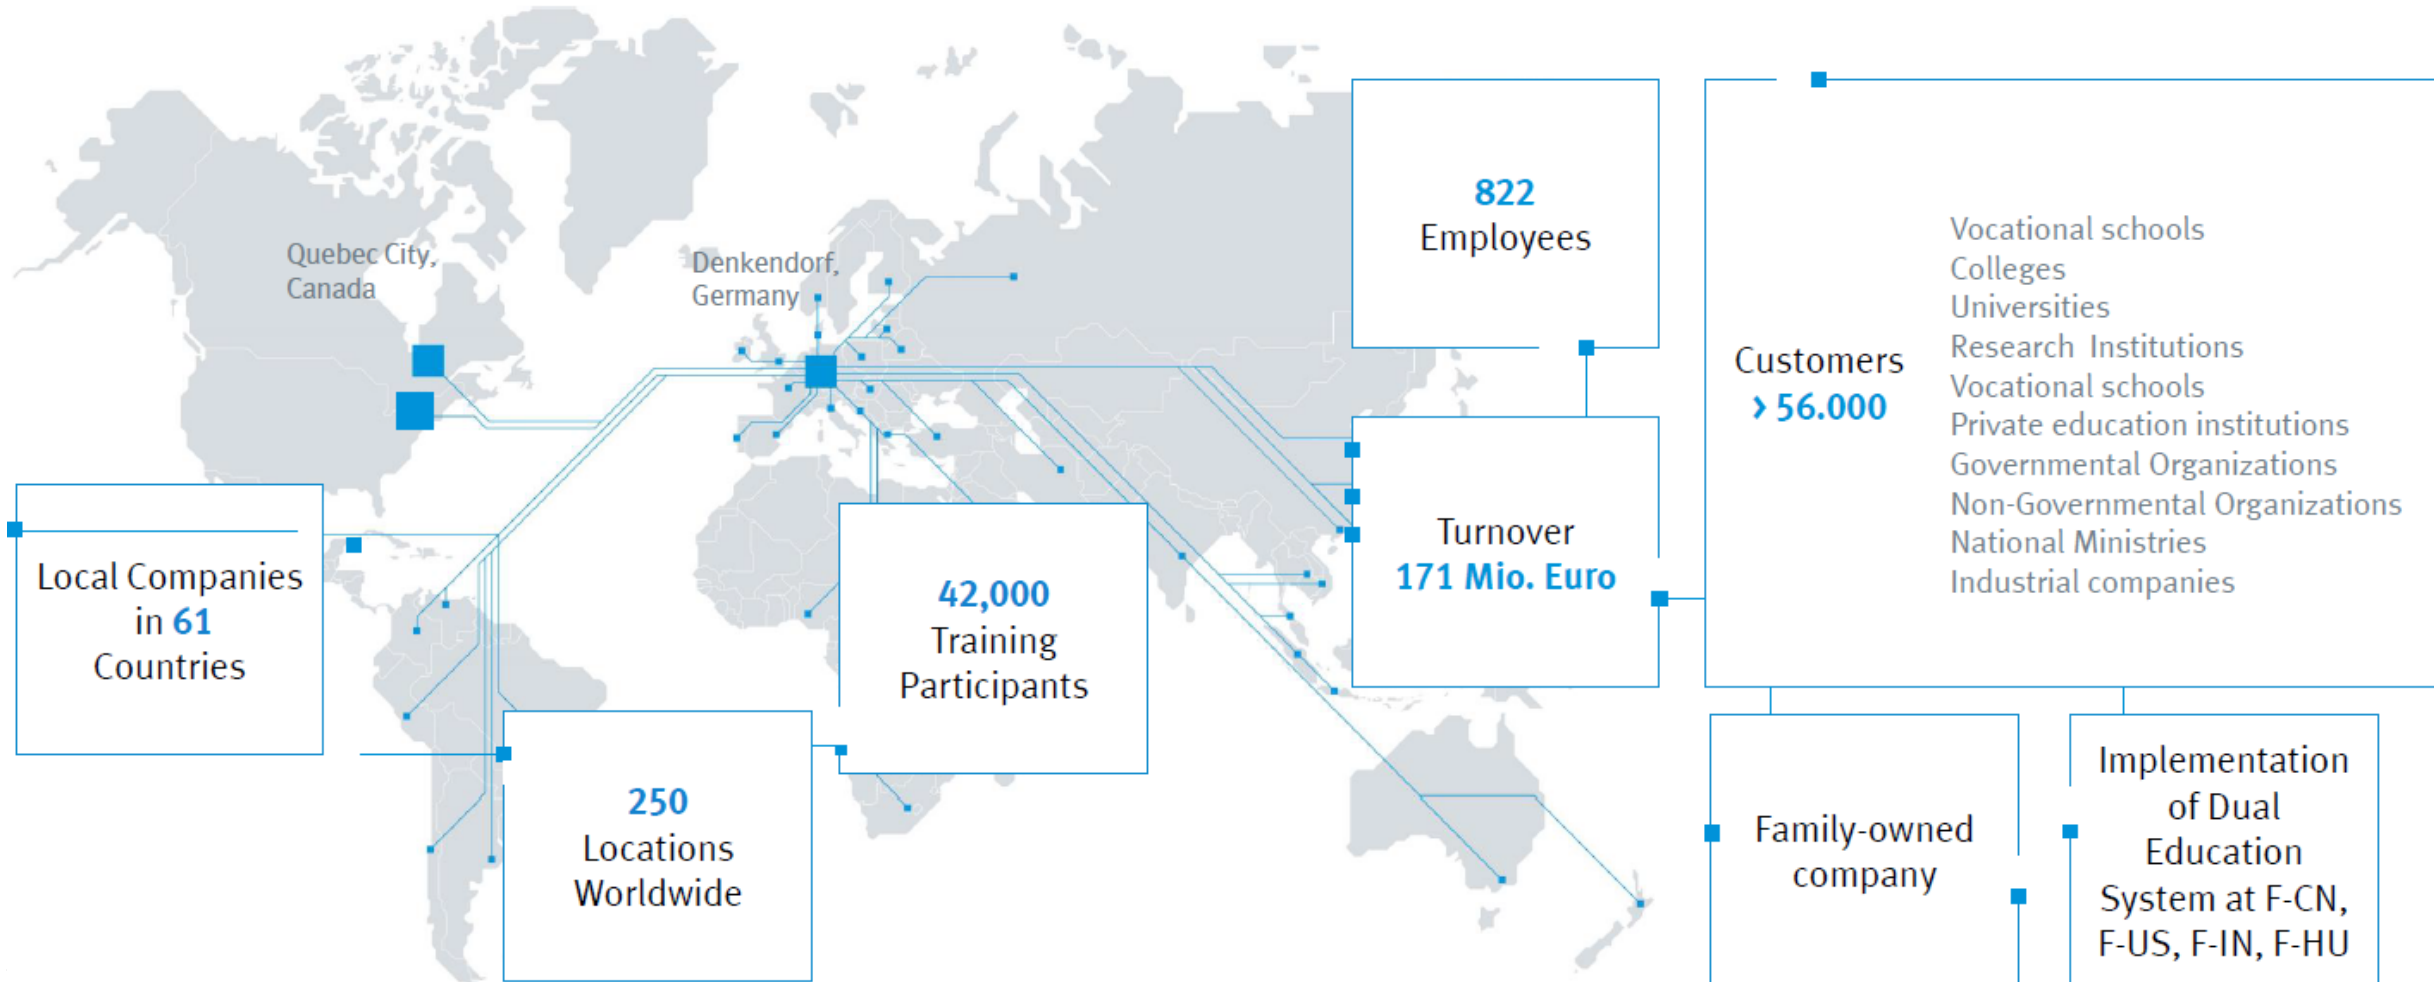 Quebec City,
Canada
Denkendorf,
Germany
822
Employees
Turnover
171 Mio. Euro
Customers
> 56.000
Vocational schools
Colleges
Universities
Research Institutions
Vocational schools
Private education institutions
Governmental Organizations
Non-Governmental Organizations
National Ministries
Industrial companies
Local Companies
in 61
Countries
42,000
Training
Participants
250
Locations
Worldwide
Family-owned
company
Implementation
of Dual
Education
System at F-CN,
F-US, F-IN, F-HU